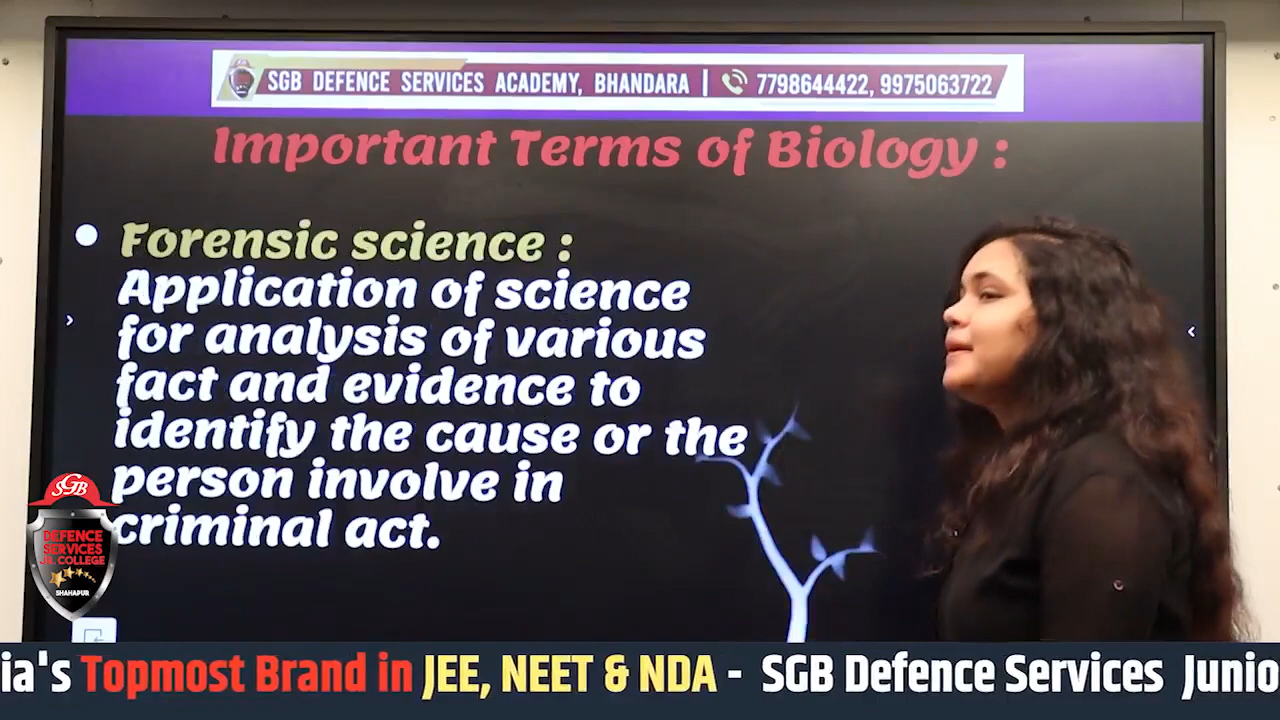 SGB DEFENCE SERVICES ACADEMY, BHANDARA | 7798644422, 9975063722
Important Terms of Biology :
Forensic science :
Application of science
for analysis of various
fact and evidence to
identify the cause or the
person involve in
criminal act.
SGB
DEFENCE
SERVICES
JR. COLLEGE
SHAHAPUR
ia's Topmost Brand in JEE, NEET & NDA - SGB Defence Services Junio